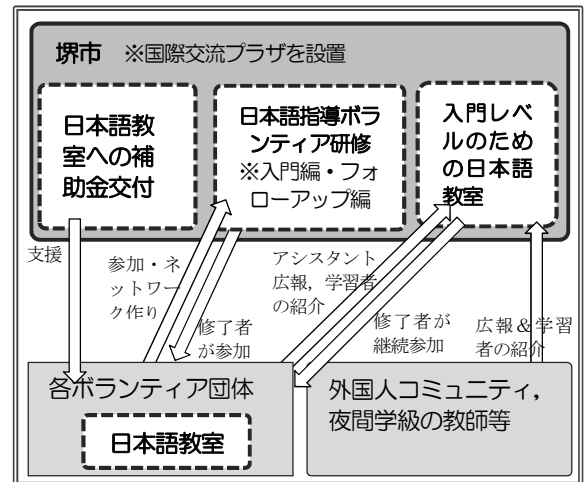 堺市 ※国際交流プラザを設置
日本語教
室への補
助金交付
日本語指導ボラ
ンティア研修
※入門編・フォ
ローアップ編
入門レベ
ルのため
の日本語
教室
支援
参加・ネ
ットワー
ク作り
修了者
が参加
アシスタント
広報，学習者
の紹介
修了者が
継続参加
広報＆学習
者の紹介
各ボランティア団体
日本語教室
外国人コミュニティ，
夜間学級の教師等